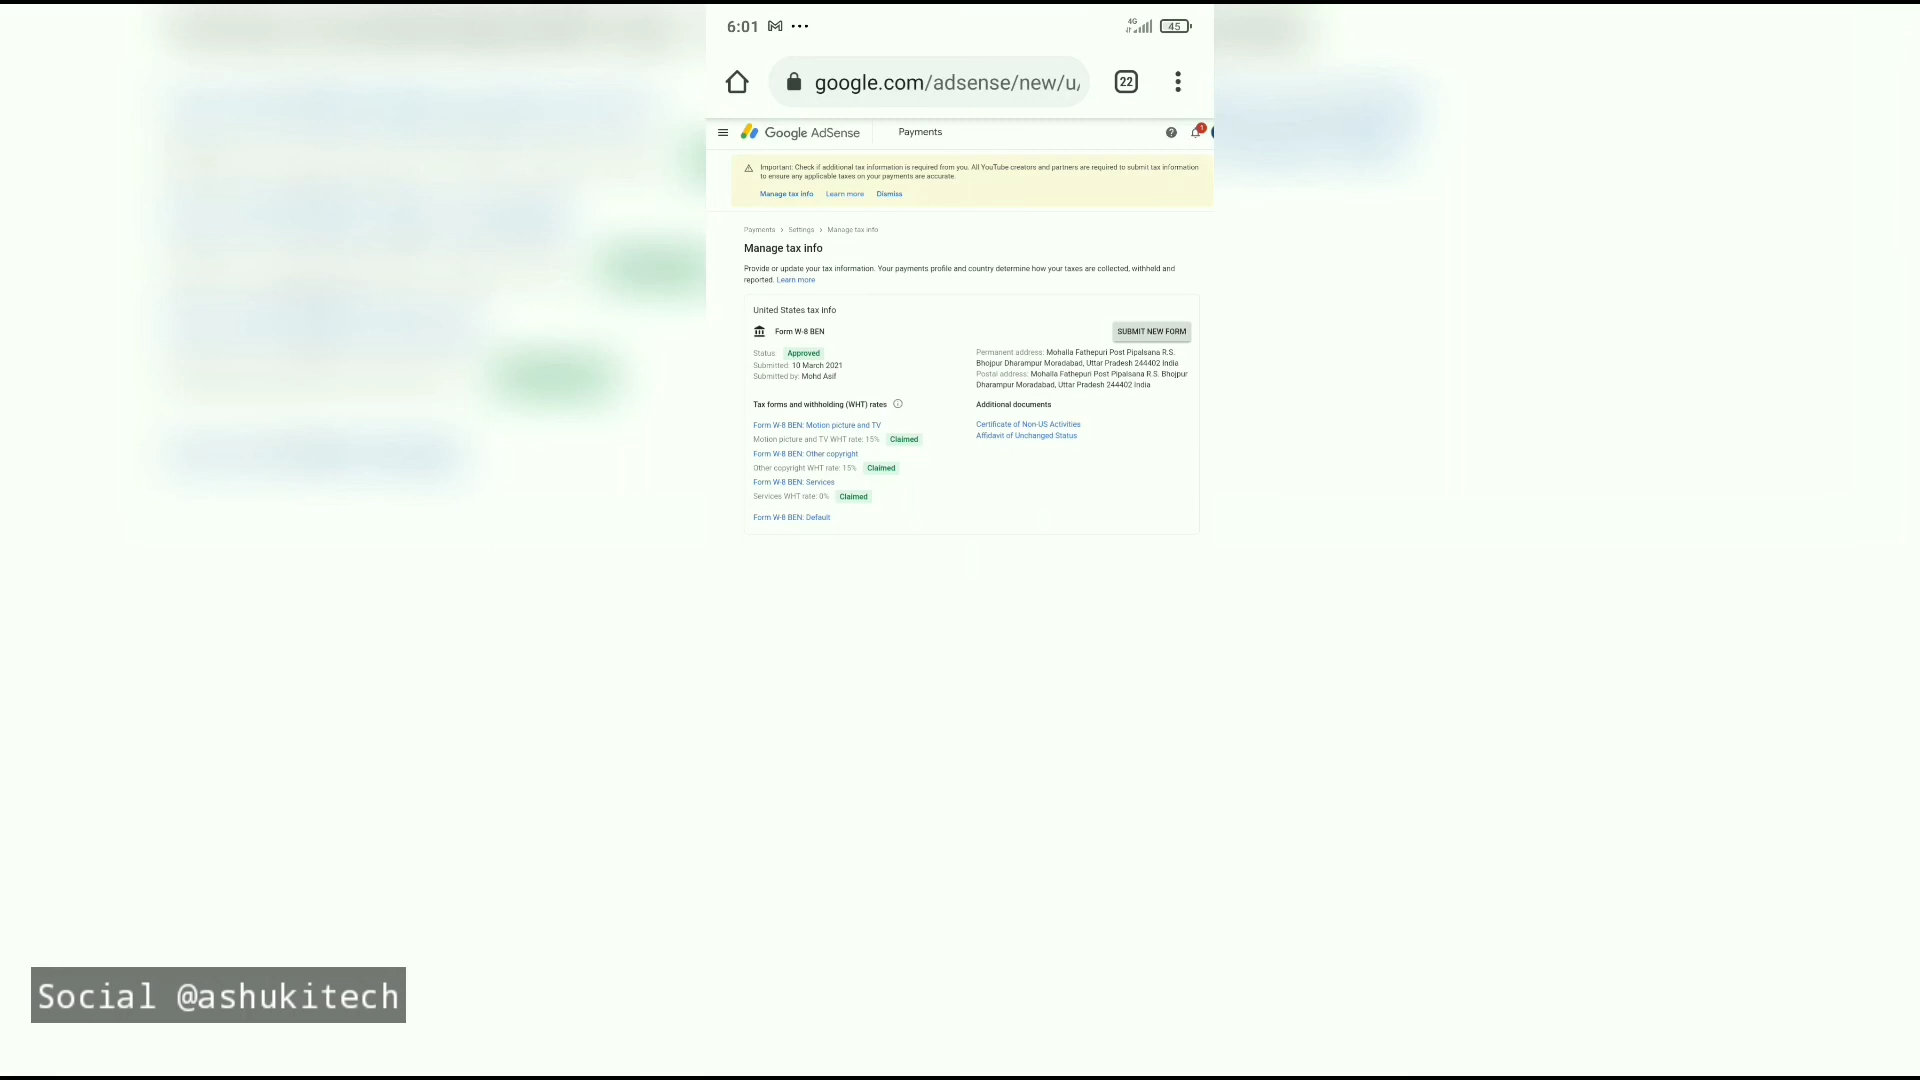 6:01
4G
45
google.com/adsense/new/u/
22
Google AdSense
Payments
1
Important: Check if additional tax information is required from you. All YouTube creators and partners are required to submit tax information
to ensure any applicable taxes on your payments are accurate.
Manage tax info Learn more Dismiss
Payments > Settings > Manage tax info
Manage tax info
Provide or update your tax information. Your payments profile and country determine how your taxes are collected, withheld and
reported. Learn more
United States tax info
Form W-8 BEN
SUBMIT NEW FORM
Status: Approved
Submitted: 10 March 2021
Submitted by: Mohd Asif
Permanent address: Mohalla Fathepuri Post Pipalsana R.S.
Bhojpur Dharampur Moradabad, Uttar Pradesh 244402 India
Postal address: Mohalla Fathepuri Post Pipalsana R.S. Bhojpur
Dharampur Moradabad, Uttar Pradesh 244402 India
Tax forms and withholding (WHT) rates
Form W-8 BEN: Motion picture and TV
Motion picture and TV WHT rate: 15% Claimed
Form W-8 BEN: Other copyright
Other copyright WHT rate: 15% Claimed
Form W-8 BEN: Services
Services WHT rate: 0% Claimed
Form W-8 BEN: Default
Additional documents
Certificate of Non-US Activities
Affidavit of Unchanged Status
Social @ashukitech